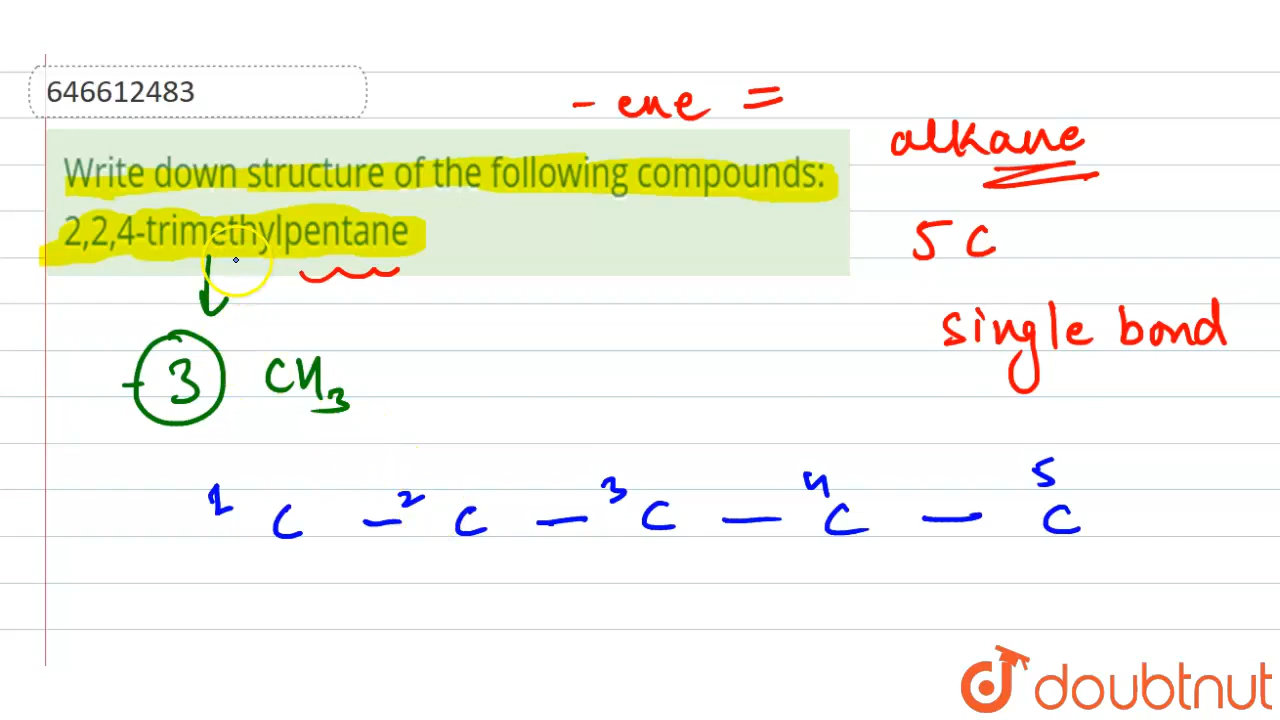 646612483
- ene =
alkane
Write down structure of the following compounds:
2,2,4-trimethylpentane
5 C
single bond
- 3 CH3
1 C - 2 C - 3 C - 4 C - 5 C
doubtnut